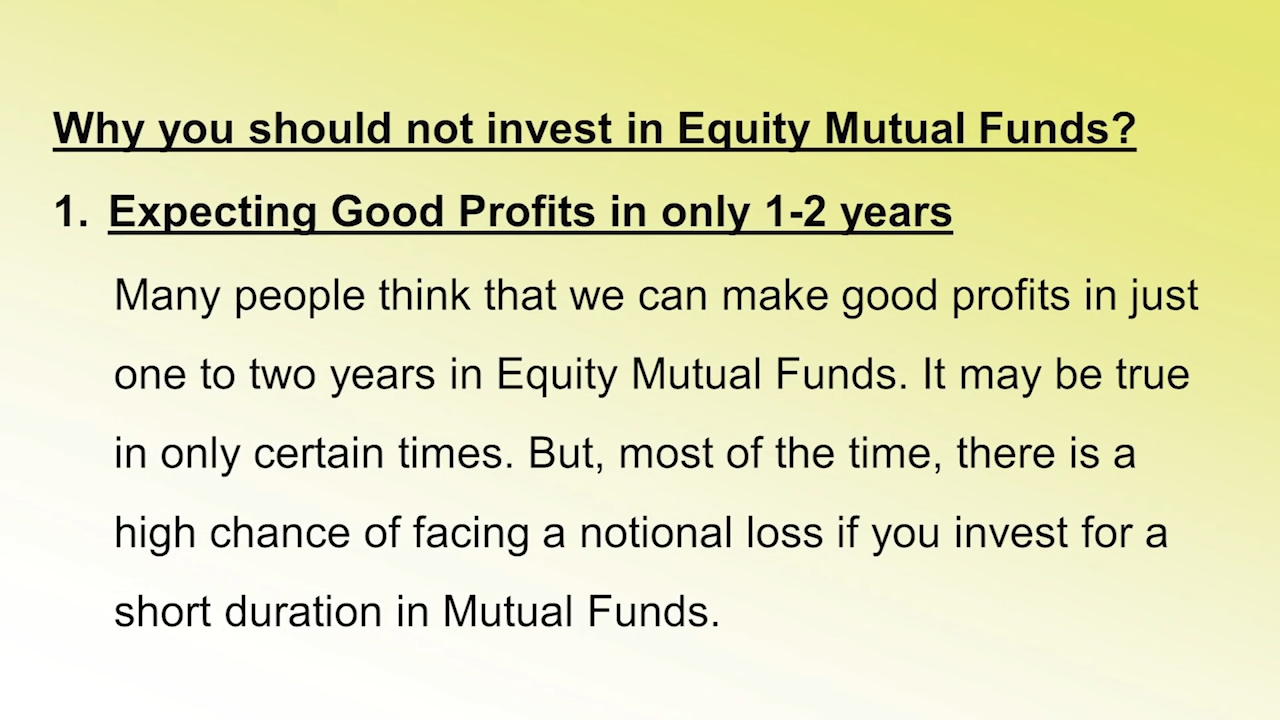 Why you should not invest in Equity Mutual Funds?
1. Expecting Good Profits in only 1-2 years
Many people think that we can make good profits in just
one to two years in Equity Mutual Funds. It may be true
in only certain times. But, most of the time, there is a
high chance of facing a notional loss if you invest for a
short duration in Mutual Funds.